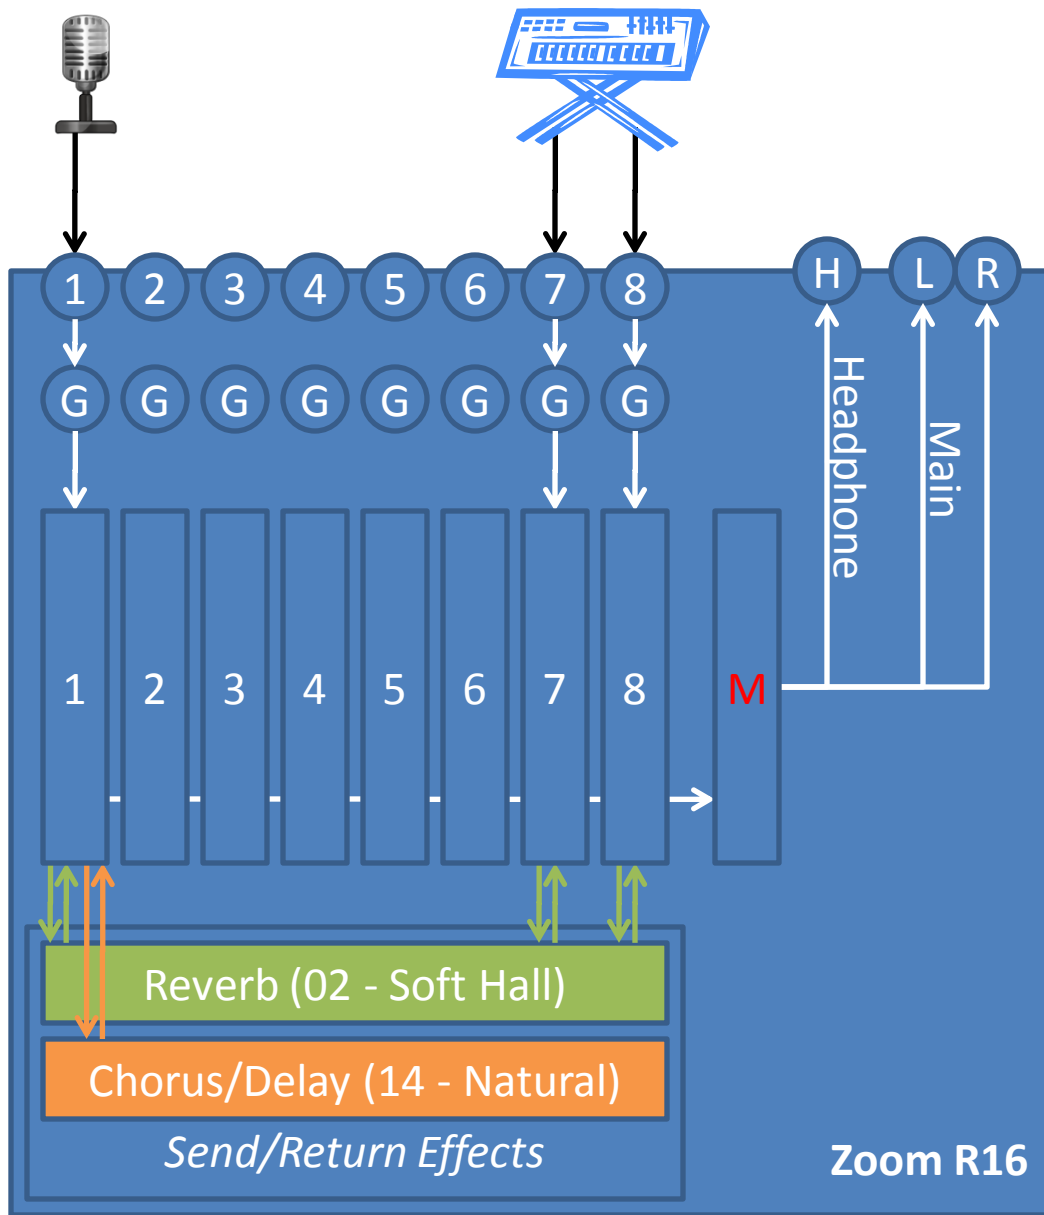 1 2 3 4 5 6 7 8 H L R
G G G G G G G G
Headphone
Main
1 2 3 4 5 6 7 8 M
Reverb (02 - Soft Hall)
Chorus/Delay (14 - Natural)
Send/Return Effects
Zoom R16